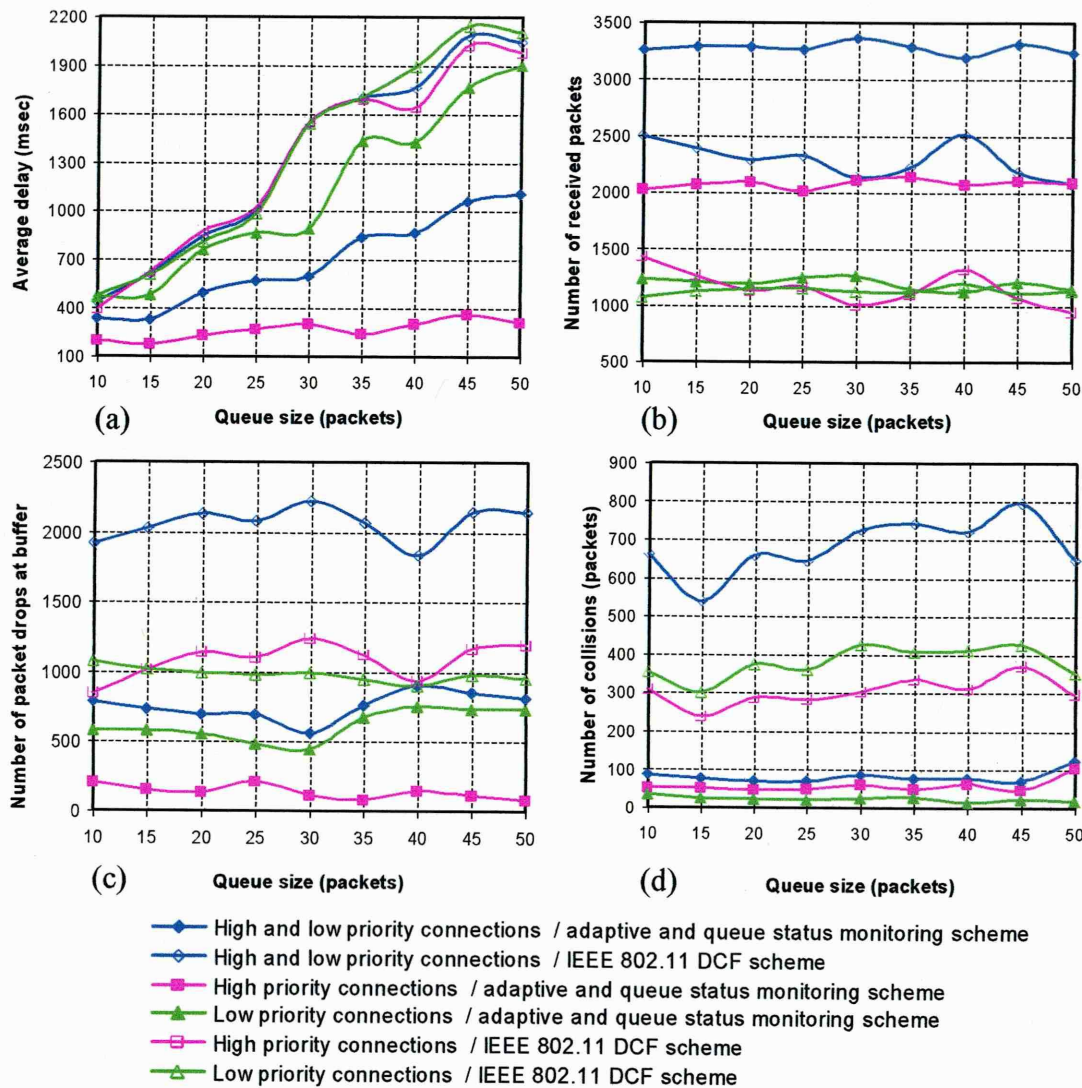 2200
1900
1600
1300
1000
700
400
100
Average delay (msec)
10 15 20 25 30 35 40 45 50
(a) Queue size (packets)
3500
3000
2500
2000
1500
1000
500
Number of received packets
10 15 20 25 30 35 40 45 50
(b) Queue size (packets)
2500
2000
1500
1000
500
0
Number of packet drops at buffer
10 15 20 25 30 35 40 45 50
(c) Queue size (packets)
900
800
700
600
500
400
300
200
100
0
Number of collisions (packets)
10 15 20 25 30 35 40 45 50
(d) Queue size (packets)
High and low priority connections / adaptive and queue status monitoring scheme
High and low priority connections / IEEE 802.11 DCF scheme
High priority connections / adaptive and queue status monitoring scheme
Low priority connections / adaptive and queue status monitoring scheme
High priority connections / IEEE 802.11 DCF scheme
Low priority connections / IEEE 802.11 DCF scheme